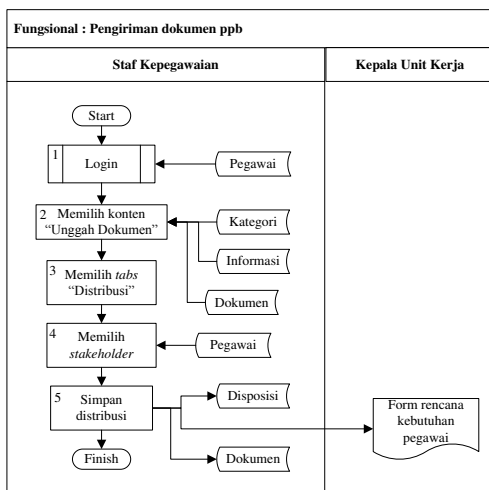 Fungsional : Pengiriman dokumen ppb
Staf Kepegawaian
Kepala Unit Kerja
Start
1
Login
Pegawai
2
Memilih konten
“Unggah Dokumen”
Kategori
Informasi
3
Memilih tabs
“Distribusi”
Dokumen
4
Memilih
stakeholder
Pegawai
5
Simpan
distribusi
Disposisi
Form rencana
kebutuhan
pegawai
Finish
Dokumen